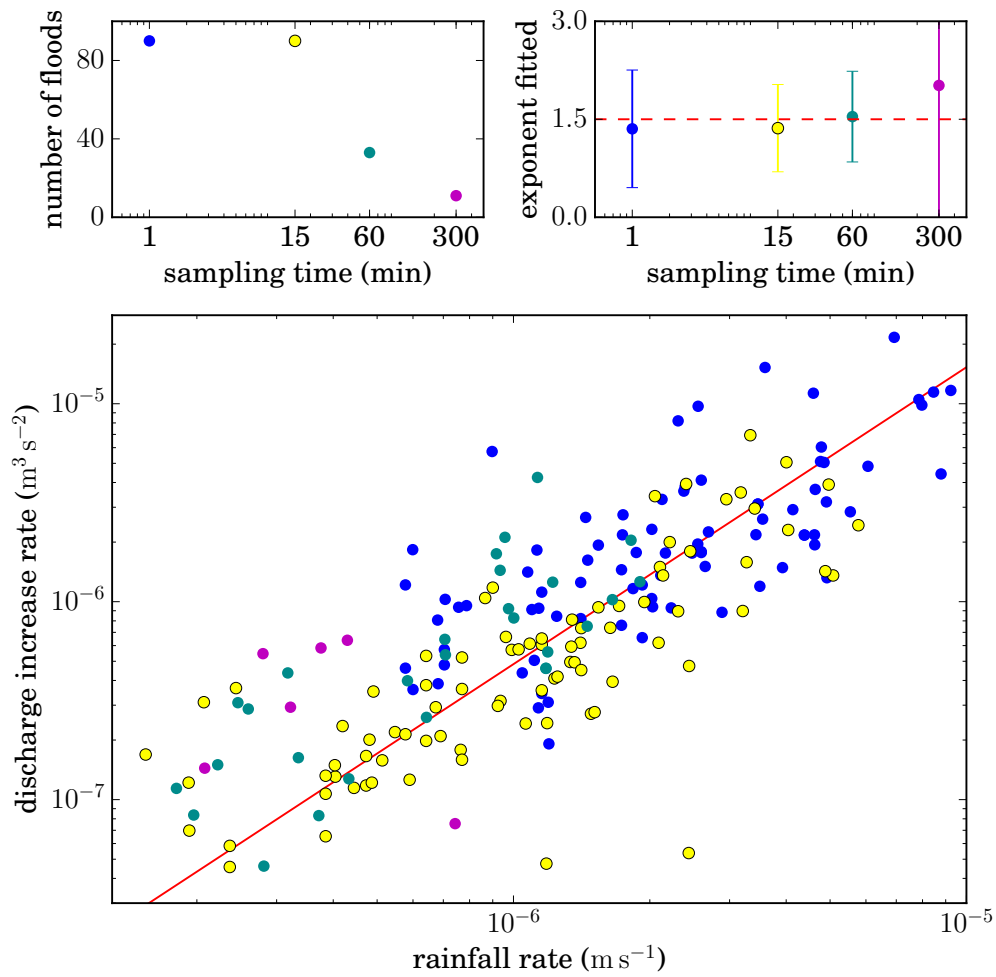 number of floods
80
40
0
1 15 60 300
sampling time (min)
exponent fitted
3.0
1.5
0.0
1 15 60 300
sampling time (min)
discharge increase rate (m³ s⁻²)
10⁻⁵
10⁻⁶
10⁻⁷
10⁻⁶ 10⁻⁵
rainfall rate (m s⁻¹)